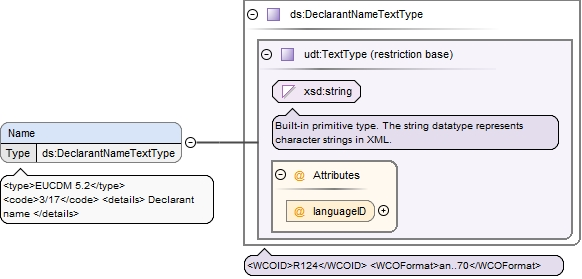 ds:DeclarantNameTextType
udt:TextType (restriction base)
xsd:string
Built-in primitive type. The string datatype represents
character strings in XML.
Name
Type ds:DeclarantNameTextType
<type>EUCDM 5.2</type>
<code>3/17</code> <details> Declarant
name </details>
@ Attributes
@ languageID
<WCOID>R124</WCOID> <WCOFormat>an..70</WCOFormat>